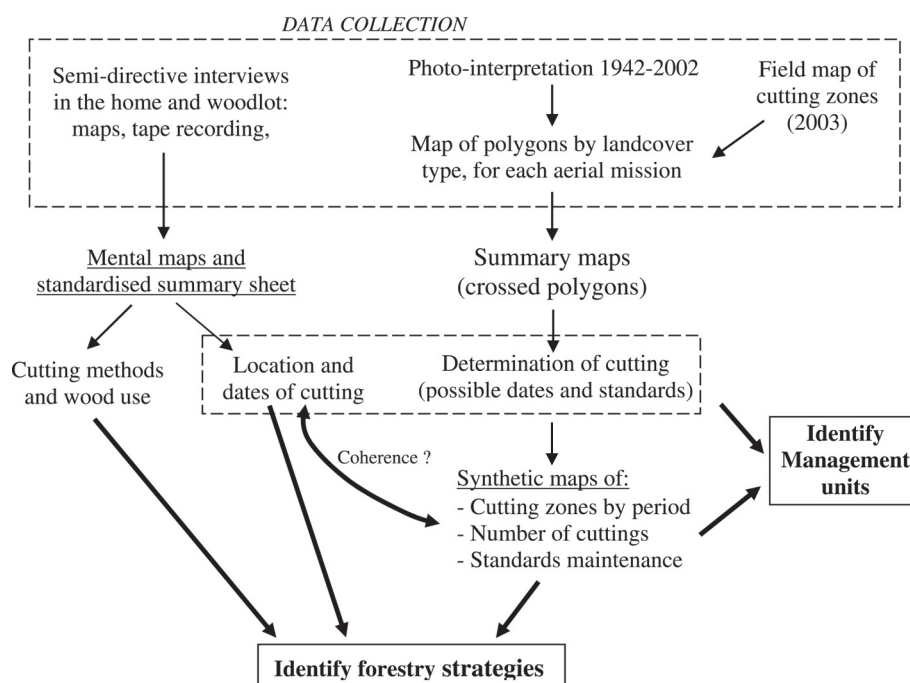 DATA COLLECTION
Semi-directive interviews
in the home and woodlot:
maps, tape recording,
Photo-interpretation 1942-2002
Field map of
cutting zones
(2003)
Map of polygons by landcover
type, for each aerial mission
Mental maps and
standardised summary sheet
Summary maps
(crossed polygons)
Cutting methods
and wood use
Location and
dates of cutting
Determination of cutting
(possible dates and standards)
Identify
Management
units
Coherence ?
Synthetic maps of:
- Cutting zones by period
- Number of cuttings
- Standards maintenance
Identify forestry strategies